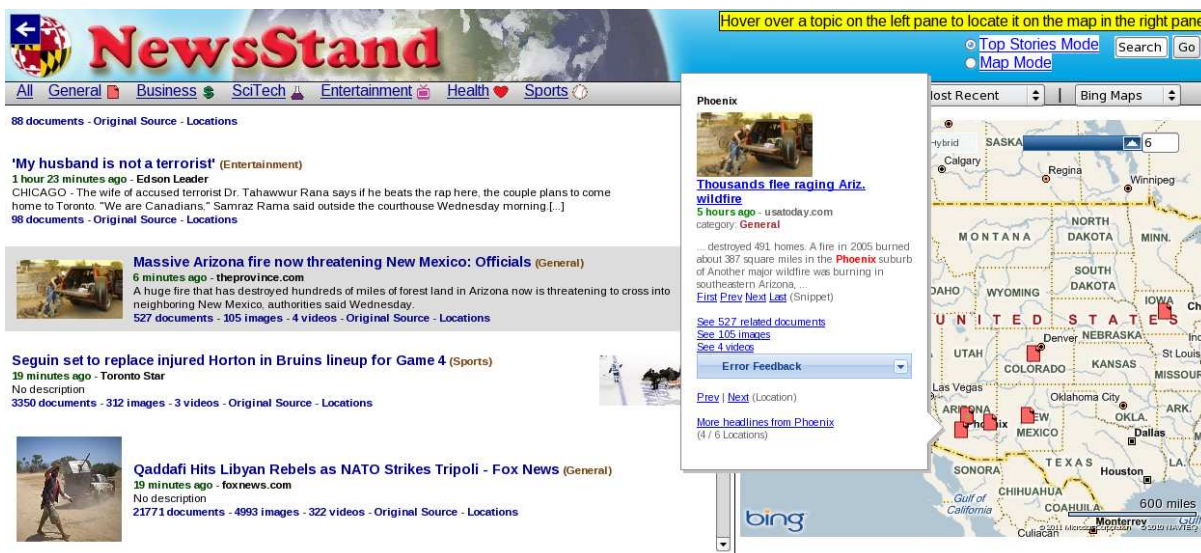 Hover over a topic on the left pane to locate it on the map in the right pane
NewsStand
Top Stories Mode
Map Mode
Search
Go
All General Business SciTech Entertainment Health Sports
ost Recent | Bing Maps
88 documents - Original Source - Locations
'My husband is not a terrorist' (Entertainment)
1 hour 23 minutes ago - Edson Leader
CHICAGO - The wife of accused terrorist Dr. Tahawwur Rana says if he beats the rap here, the couple plans to come
home to Toronto. "We are Canadians," Samraz Rama said outside the courthouse Wednesday morning.[...]
98 documents - Original Source - Locations
Massive Arizona fire now threatening New Mexico: Officials (General)
6 minutes ago - theprovince.com
A huge fire that has destroyed hundreds of miles of forest land in Arizona now is threatening to cross into
neighboring New Mexico, authorities said Wednesday.
527 documents - 105 images - 4 videos - Original Source - Locations
Seguin set to replace injured Horton in Bruins lineup for Game 4 (Sports)
19 minutes ago - Toronto Star
No description
3350 documents - 312 images - 3 videos - Original Source - Locations
Qaddafi Hits Libyan Rebels as NATO Strikes Tripoli - Fox News (General)
19 minutes ago - foxnews.com
No description
21771 documents - 4993 images - 322 videos - Original Source - Locations
Phoenix
Thousands flee raging Ariz.
wildfire
5 hours ago - usatoday.com
category: General
... destroyed 491 homes. A fire in 2005 burned
about 387 square miles in the Phoenix suburb
of Another major wildfire was burning in
southeastern Arizona, ...
First Prev Next Last (Snippet)
See 527 related documents
See 105 images
See 4 videos
Error Feedback
Prev | Next (Location)
More headlines from Phoenix
(4 / 6 Locations)
ybrid
SASKA
6
Calgary
Regina
Winnipeg
MONTANA
NORTH
DAKOTA
MINN.
SOUTH
DAKOTA
DAHO
WYOMING
IOWA
Ch
UNITED STATES
NEBRASKA
Denver
UTAH
COLORADO
KANSAS
St Louis
MISSOUR
Las Vegas
Oklahoma City
OKLA.
ARK.
Phoenix
MEXICO
Dallas
TEXAS
LA.
SONORA
Houston
CHIHUAHUA
Gulf of
California
COAHUILA
600 miles
Monterrey
Culiacan
bing